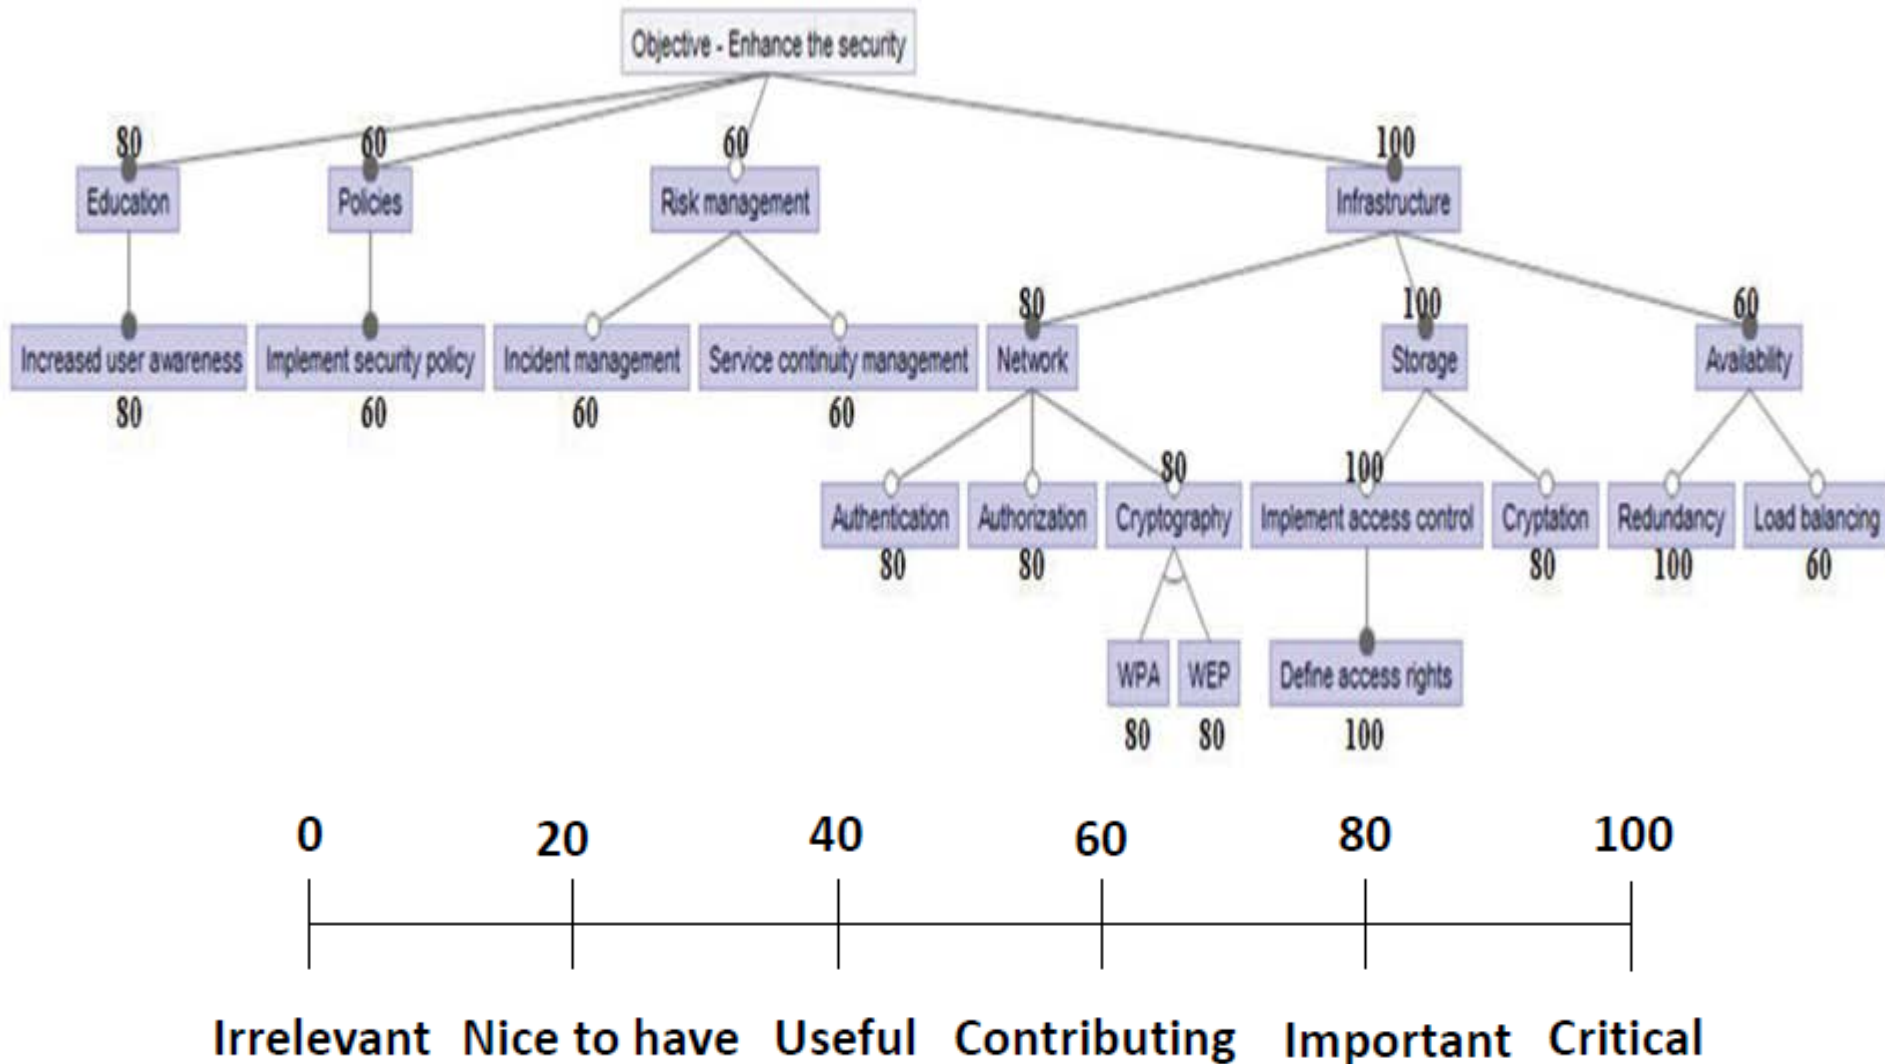 Objective - Enhance the security
80 60 60 100
Education Policies Risk management Infrastructure
80 100 60
Increased user awareness Implement security policy Incident management Service continuity management Network Storage Availability
80 60 60 60
80 100
Authentication Authorization Cryptography Implement access control Cryptation Redundancy Load balancing
80 80 80 100 60
WPA WEP Define access rights
80 80 100
0 20 40 60 80 100
Irrelevant Nice to have Useful Contributing Important Critical